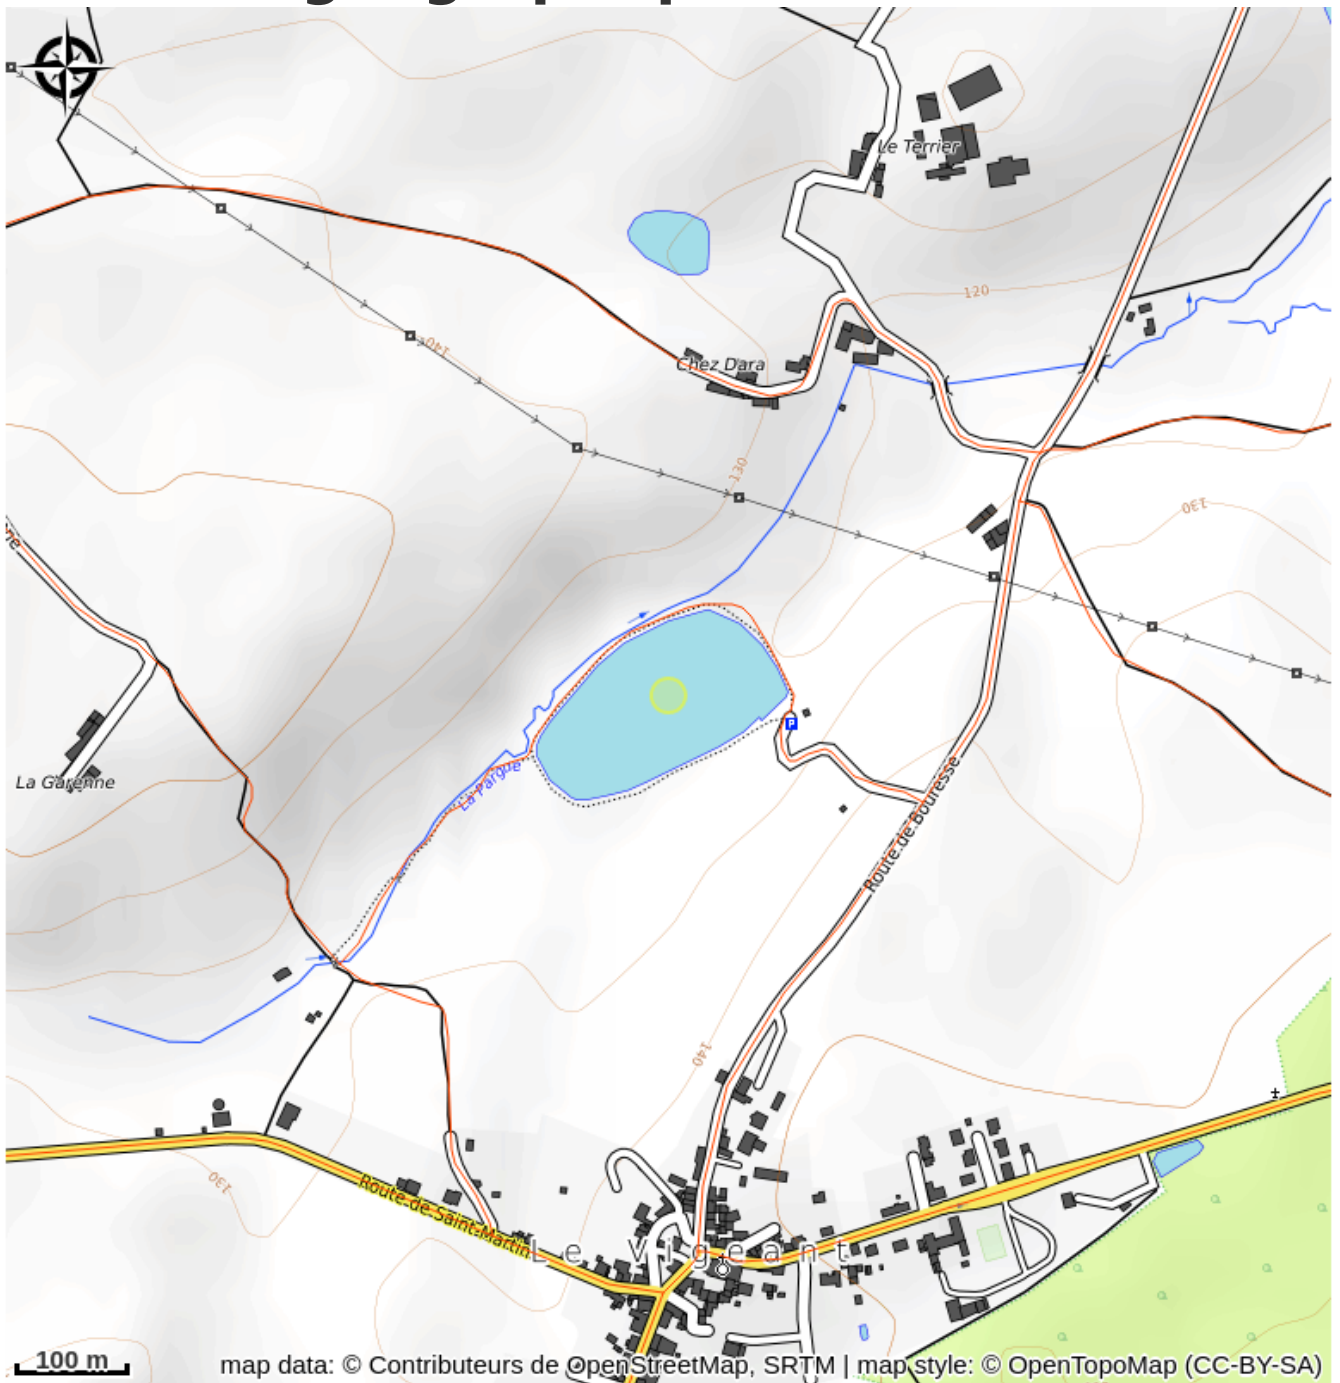 Le Terrier
120
140
Chez Dara
130
130
La Pargue
La Garenne
Route de Bouresse
140
130
Route de Saint-Martin
Le Vigeant
P
100 m
map data: © Contributeurs de OpenStreetMap, SRTM | map style: © OpenTopoMap (CC-BY-SA)